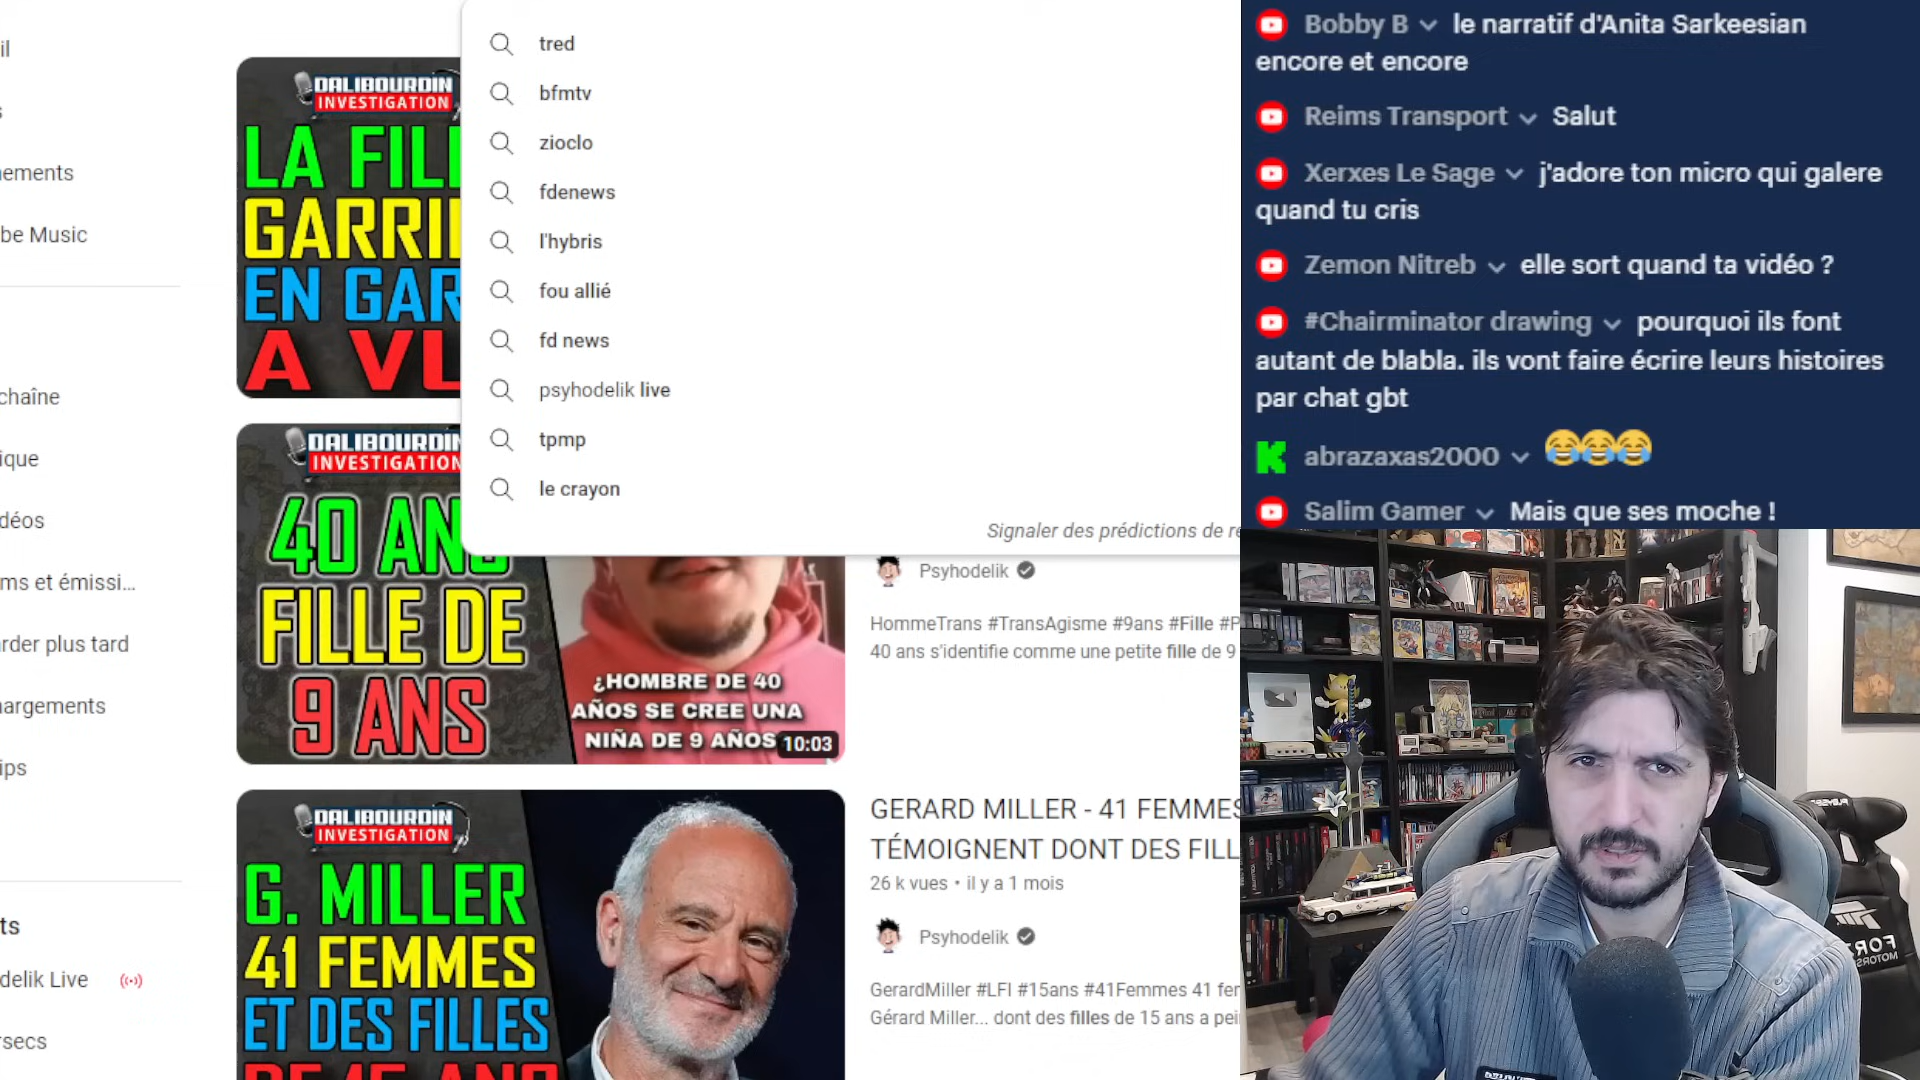 il
s
ements
be Music
chaîne
ique
déos
ms et émissi...
rder plus tard
nargements
ips
ts
delik Live
rsecs
DALIBOURDIN
INVESTIGATION
LA FILL
GARRI
EN GAR
A VU
DALIBOURDIN
INVESTIGATION
40 ANS
FILLE DE
9 ANS
¿HOMBRE DE 40
AÑOS SE CREE UNA
NIÑA DE 9 AÑOS
10:03
DALIBOURDIN
INVESTIGATION
G. MILLER
41 FEMMES
ET DES FILLES
DE 15 ANS
tred
bfmtv
zioclo
fdenews
l'hybris
fou allié
fd news
psyhodelik live
tpmp
le crayon
Signaler des prédictions de re
Psyhodelik
HommeTrans #TransAgisme #9ans #Fille #P
40 ans s'identifie comme une petite fille de 9
GERARD MILLER - 41 FEMMES
TÉMOIGNENT DONT DES FILL
26 k vues • il y a 1 mois
Psyhodelik
GerardMiller #LFI #15ans #41Femmes 41 fer
Gérard Miller... dont des filles de 15 ans a pei
Bobby B le narratif d'Anita Sarkeesian
encore et encore
Reims Transport Salut
Xerxes Le Sage j'adore ton micro qui galere
quand tu cris
Zemon Nitreb elle sort quand ta vidéo ?
#Chairminator drawing pourquoi ils font
autant de blabla. ils vont faire écrire leurs histoires
par chat gbt
abrazaxas2000 😂😂😂
Salim Gamer Mais que ses moche !